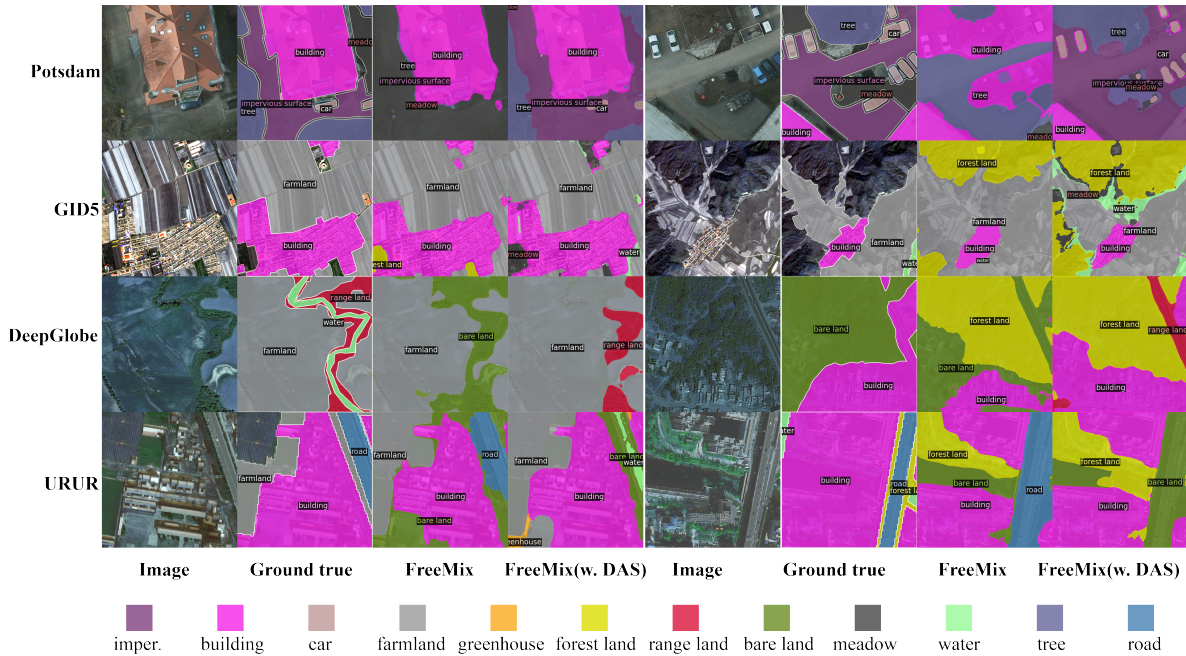 Potsdam
building
meadow
impervious surface
tree
car
building
tree
impervious surface
meadow
building
impervious surface
tree
tree
car
impervious surface
meadow
building
building
tree
meadow
tree
car
impervious surface
meadow
building
GID5
farmland
building
farmland
building
farmland
building
meadow
water
farmland
building
forest land
farmland
building
water
forest land
meadow
water
farmland
building
DeepGlobe
range land
water
farmland
bare land
farmland
farmland
range land
bare land
building
forest land
bare land
building
forest land
range land
building
URUR
road
farmland
building
farmland
road
building
bare land
farmland
bare land
water
building
greenhouse
building
road
forest land
forest land
bare land
road
building
forest land
bare land
building
Image Ground true FreeMix FreeMix(w. DAS) Image Ground true FreeMix FreeMix(w. DAS)
imper. building car farmland greenhouse forest land range land bare land meadow water tree road